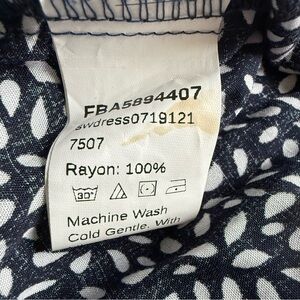 FBA5894407
swdress0719121
7507
Rayon: 100%
30°
Machine Wash
Cold Gentle. With